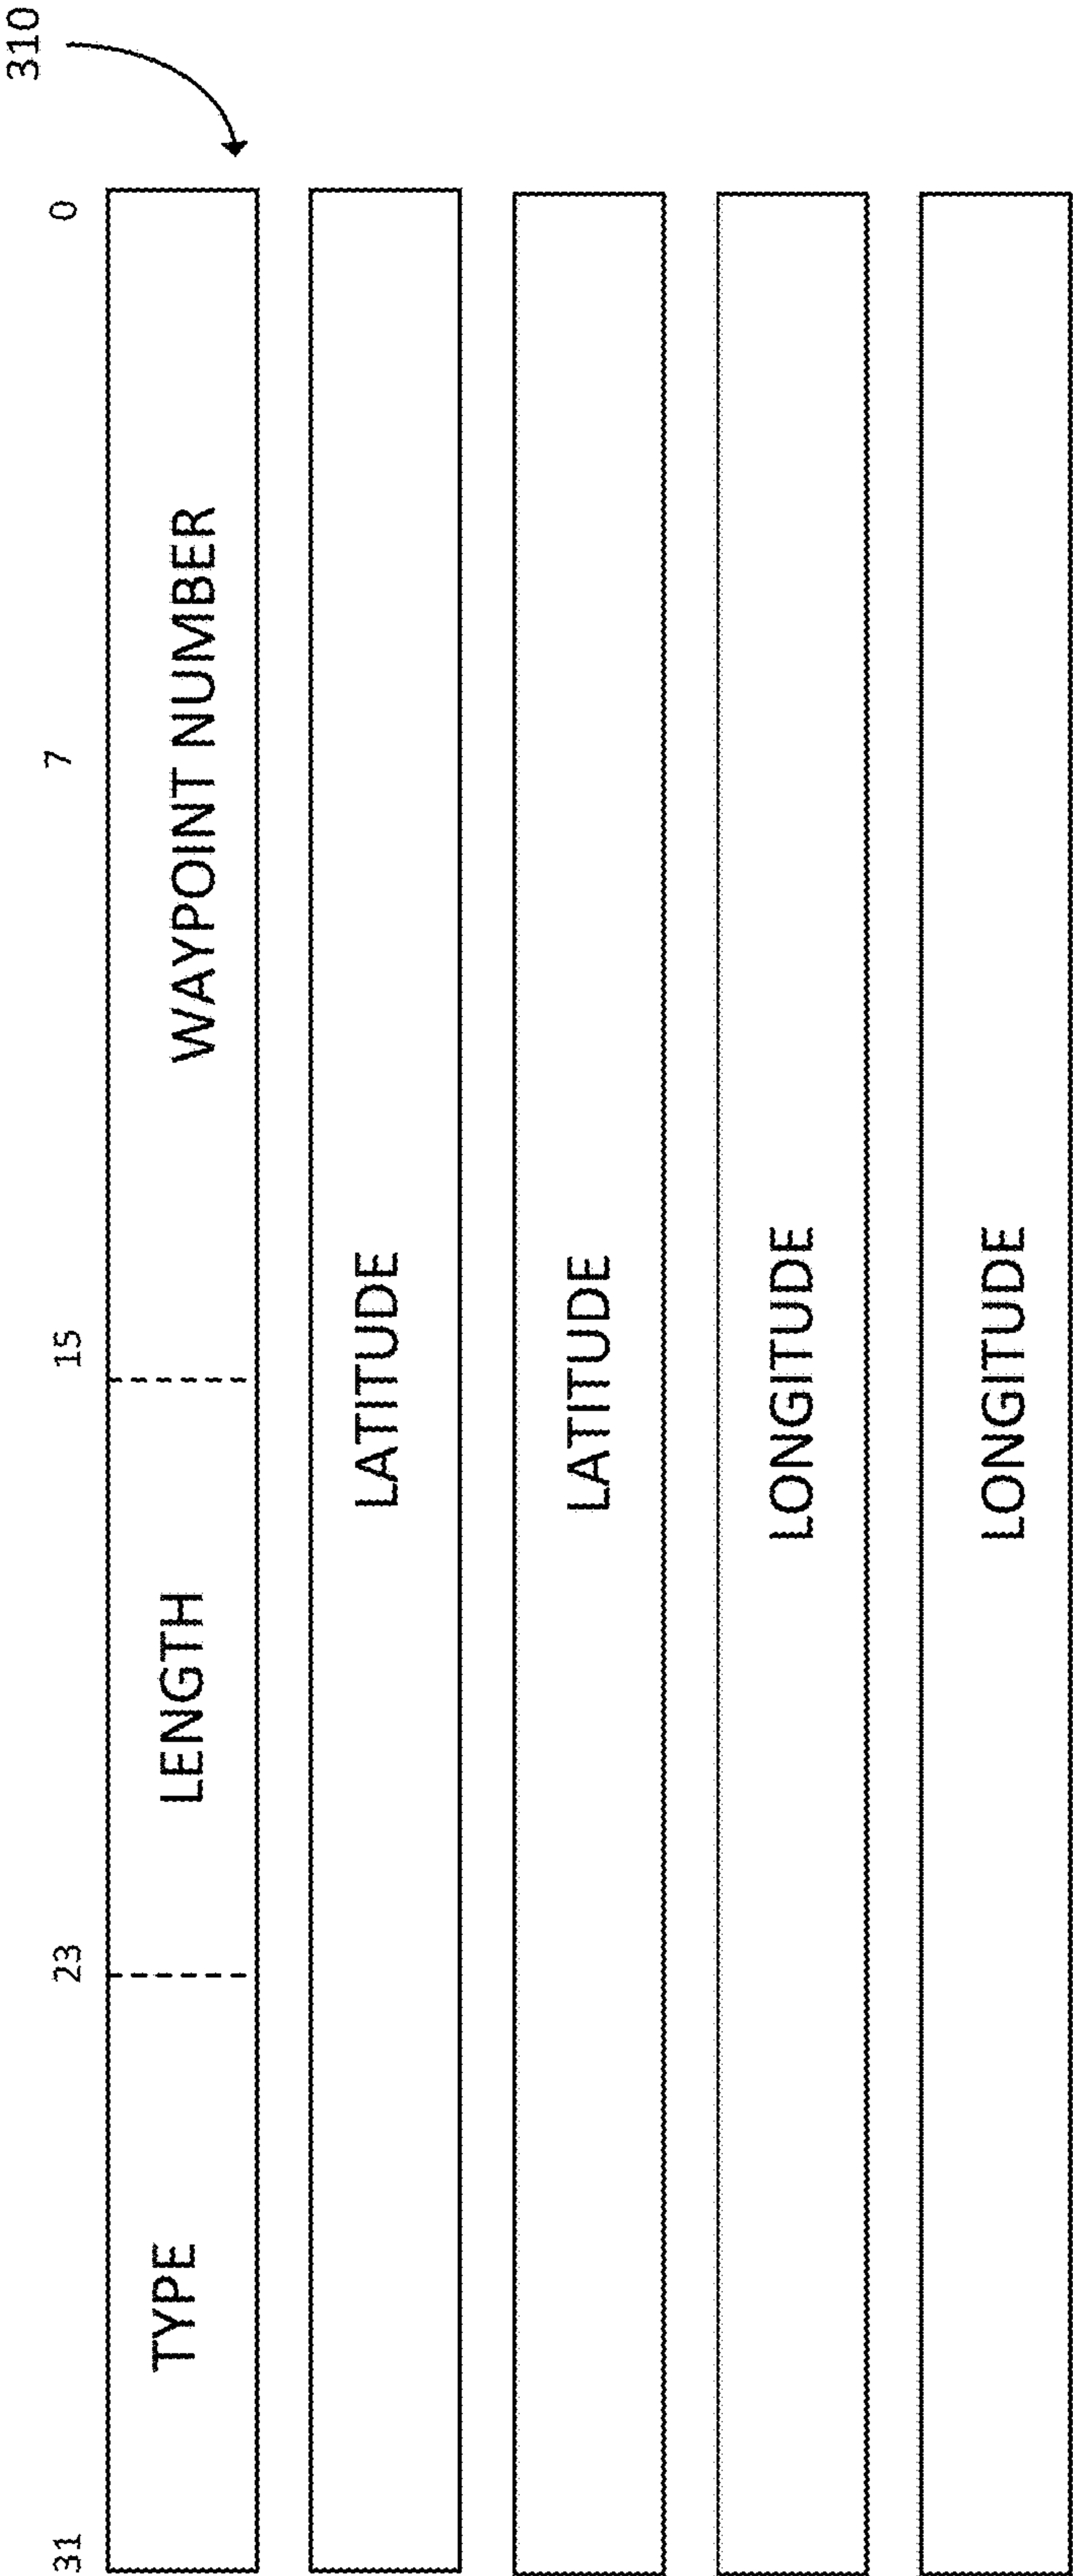 310
31 23 15 7 0
TYPE LENGTH WAYPOINT NUMBER
LATITUDE
LATITUDE
LONGITUDE
LONGITUDE